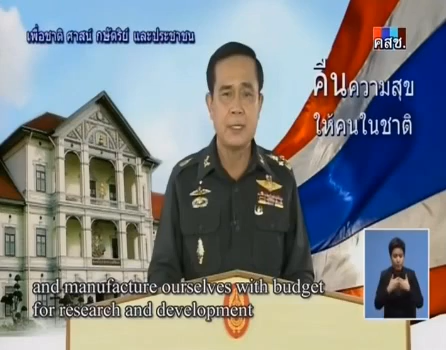 เพื่อชาติ ศาสน์ กษัตริย์ และประชาชน
คสช.
คืนความสุข
ให้คนในชาติ
and manufacture ourselves with budget
for research and development